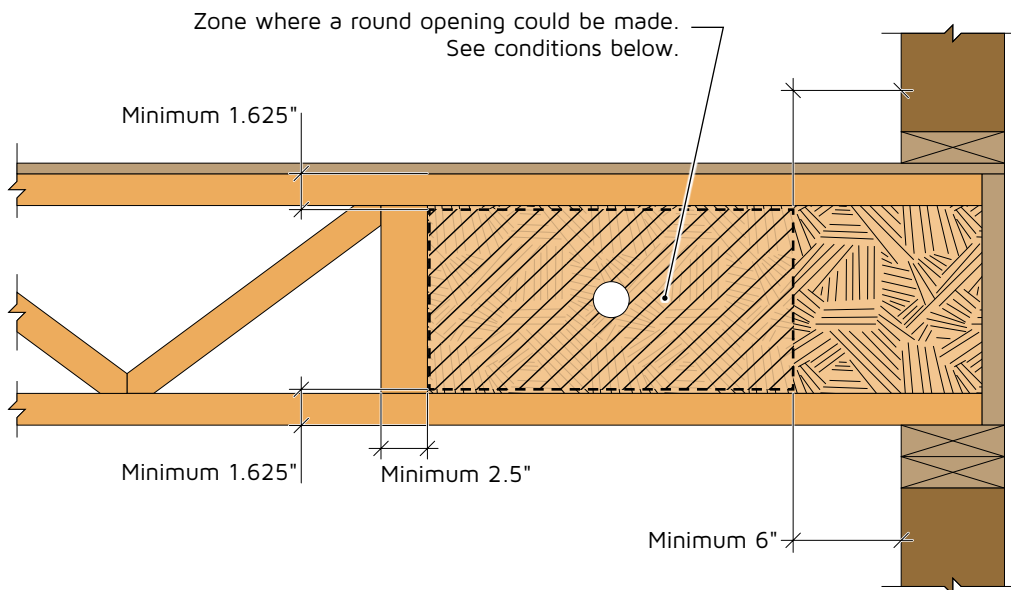 Zone where a round opening could be made.
See conditions below.
Minimum 1.625"
Minimum 1.625"
Minimum 2.5"
Minimum 6"